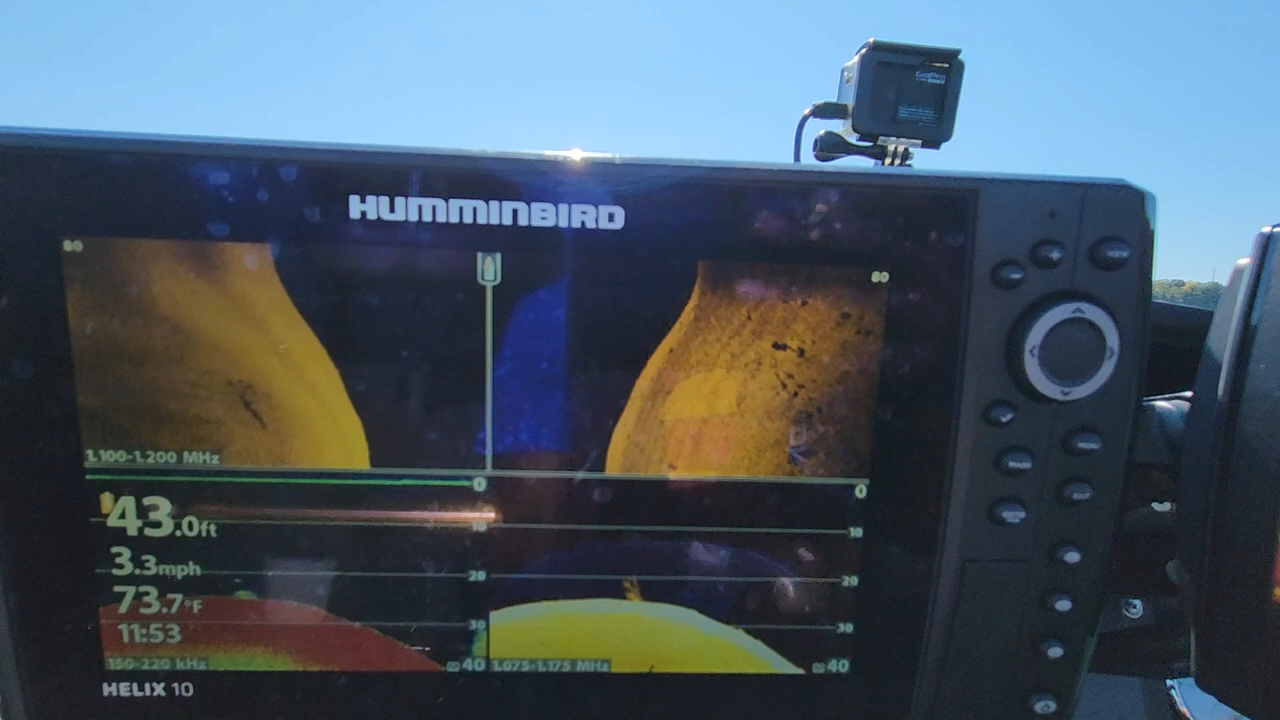 GoPro
HUMMINBIRD
80
80
1.100-1.200 MHz
0
0
43.0ft
10
3.3mph
20
20
73.7°F
11:53
30
30
150-220 kHz
40
1.075-1.175 MHz
40
HELIX 10